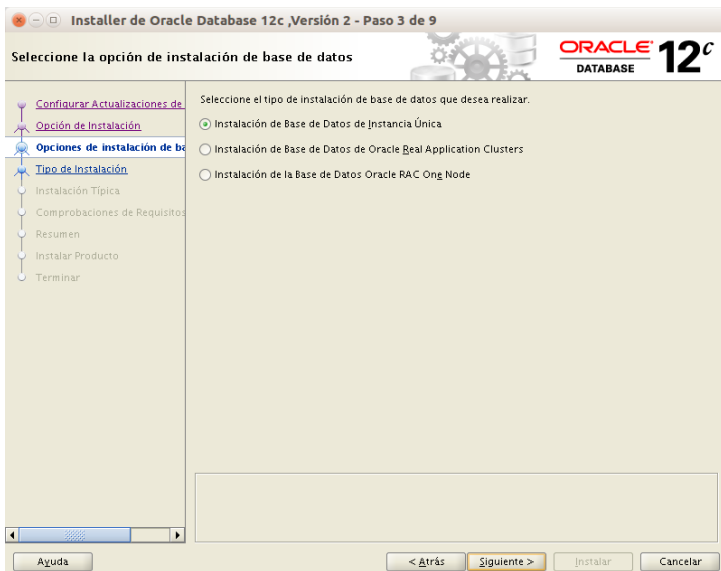 Installer de Oracle Database 12c ,Versión 2 - Paso 3 de 9
Seleccione la opción de instalación de base de datos
ORACLE 12c
DATABASE
Configurar Actualizaciones de
Opción de Instalación
Opciones de instalación de ba
Tipo de Instalación
Instalación Típica
Comprobaciones de Requisitos
Resumen
Instalar Producto
Terminar
Seleccione el tipo de instalación de base de datos que desea realizar.
Instalación de Base de Datos de Instancia Única
Instalación de Base de Datos de Oracle Real Application Clusters
Instalación de la Base de Datos Oracle RAC One Node
Ayuda
< Atrás
Siguiente >
Instalar
Cancelar